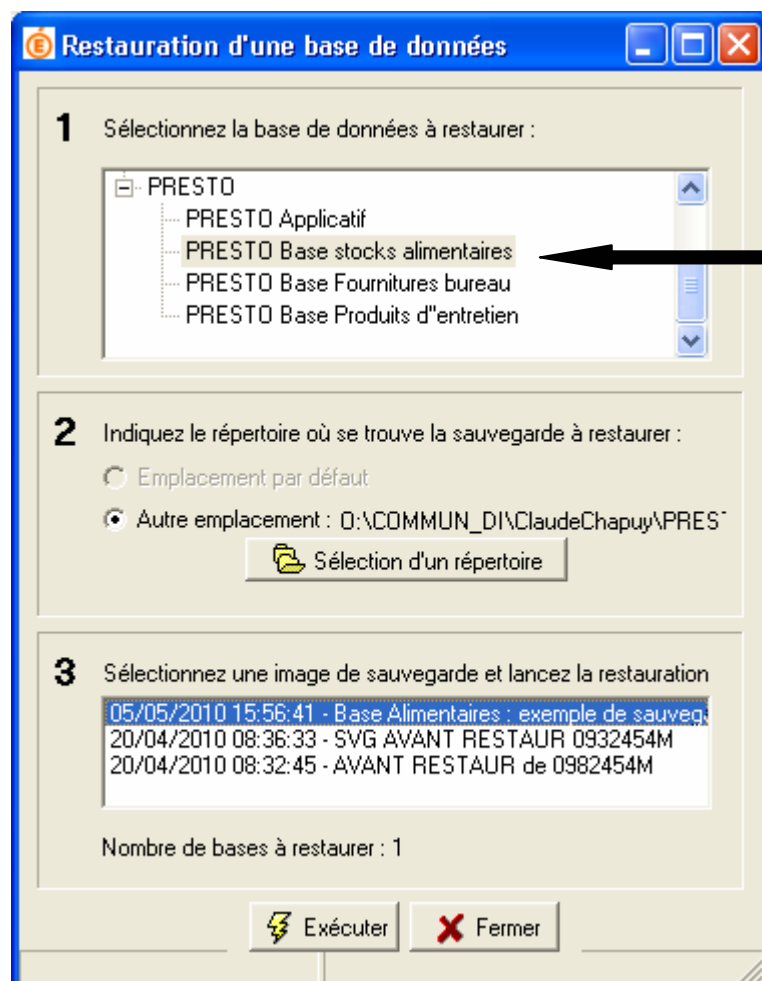 Restauration d'une base de données
1 Sélectionnez la base de données à restaurer :
PRESTO
PRESTO Applicatif
PRESTO Base stocks alimentaires
PRESTO Base Fournitures bureau
PRESTO Base Produits d''entretien
2 Indiquez le répertoire où se trouve la sauvegarde à restaurer :
Emplacement par défaut
Autre emplacement : O:\COMMUN_DI\ClaudeChapuy\PRES
Sélection d'un répertoire
3 Sélectionnez une image de sauvegarde et lancez la restauration
05/05/2010 15:56:41 - Base Alimentaires : exemple de sauveg
20/04/2010 08:36:33 - SVG AVANT RESTAUR 0932454M
20/04/2010 08:32:45 - AVANT RESTAUR de 0982454M
Nombre de bases à restaurer : 1
Exécuter Fermer